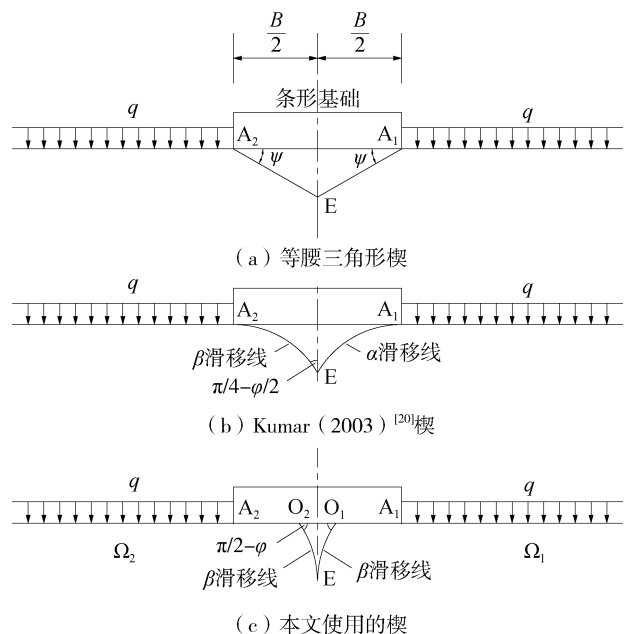 B/2 B/2
条形基础
q q
A₂ A₁
ψ ψ
E
（a）等腰三角形楔
q q
A₂ A₁
β滑移线 α滑移线
π/4-φ/2 E
（b）Kumar（2003）[20]楔
q q
A₂ O₂ O₁ A₁
π/2-φ
Ω₂ Ω₁
β滑移线 β滑移线
E
（c）本文使用的楔